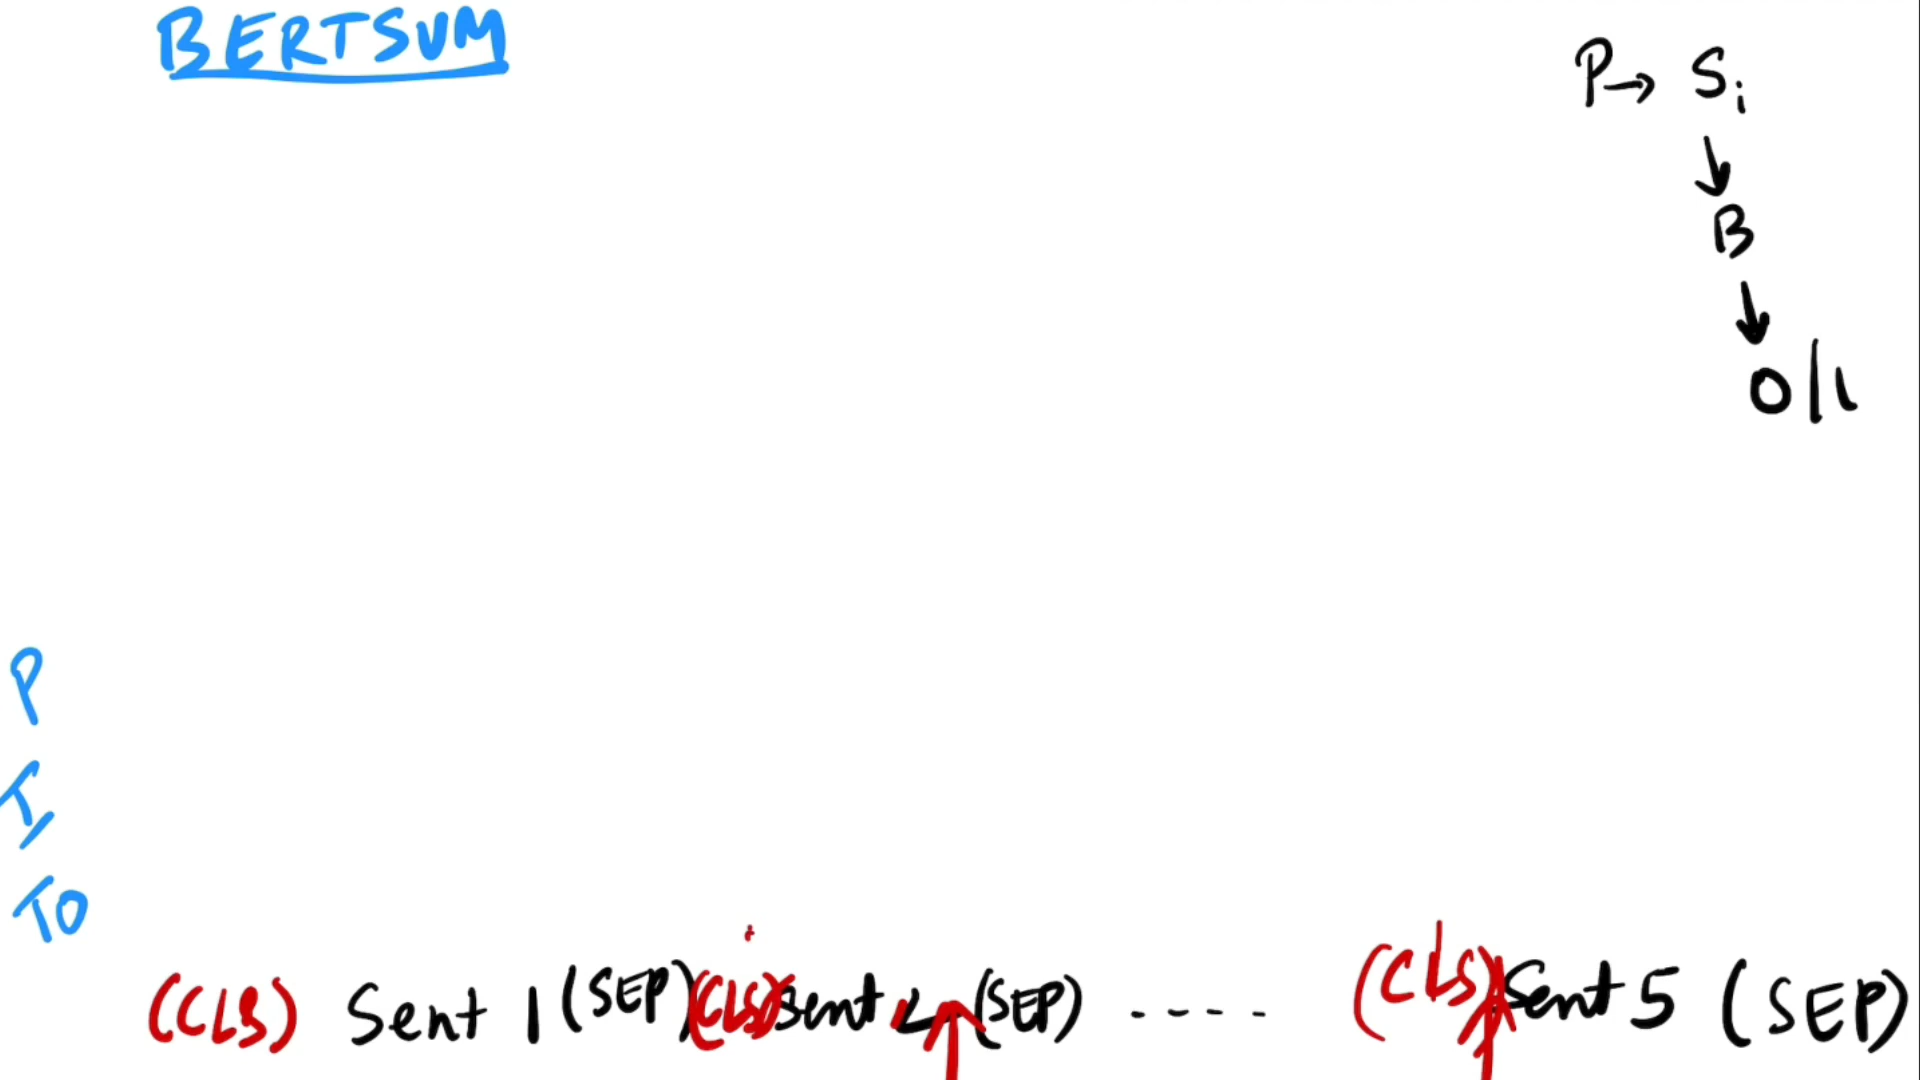 BERTSUM
P → Si
↓
B
↓
0/1
P
I
TO
(CLS) Sent 1 (SEP) (CLS) Sent 2 (SEP) ---- (CLS) Sent 5 (SEP)